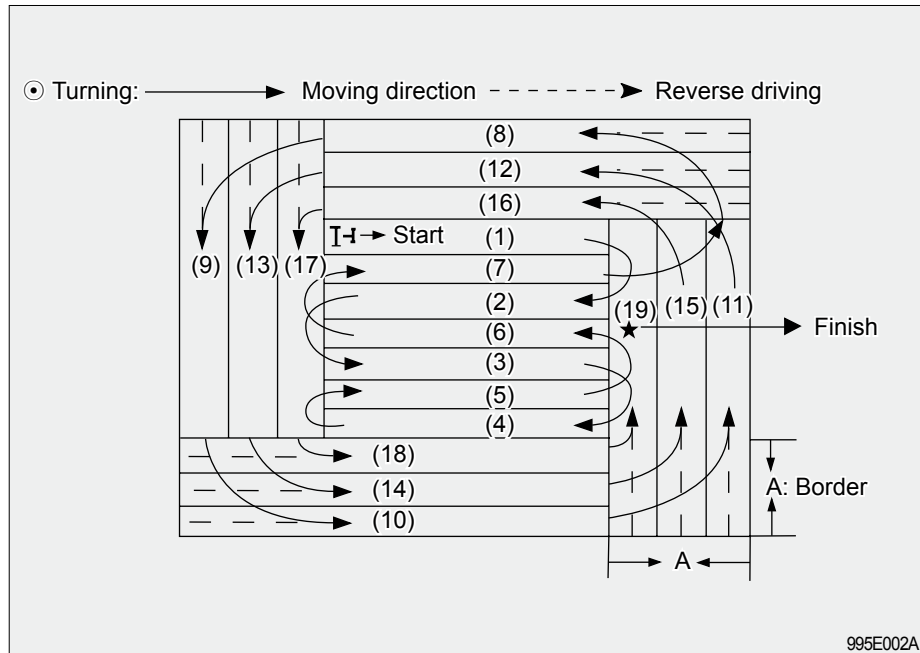 Turning: Moving direction Reverse driving
(8)
(12)
(16)
Start (1)
(9) (13) (17) (7)
(2) (19) (15) (11)
(6) Finish
(3)
(5)
(4)
(18)
(14) A: Border
(10)
A
995E002A